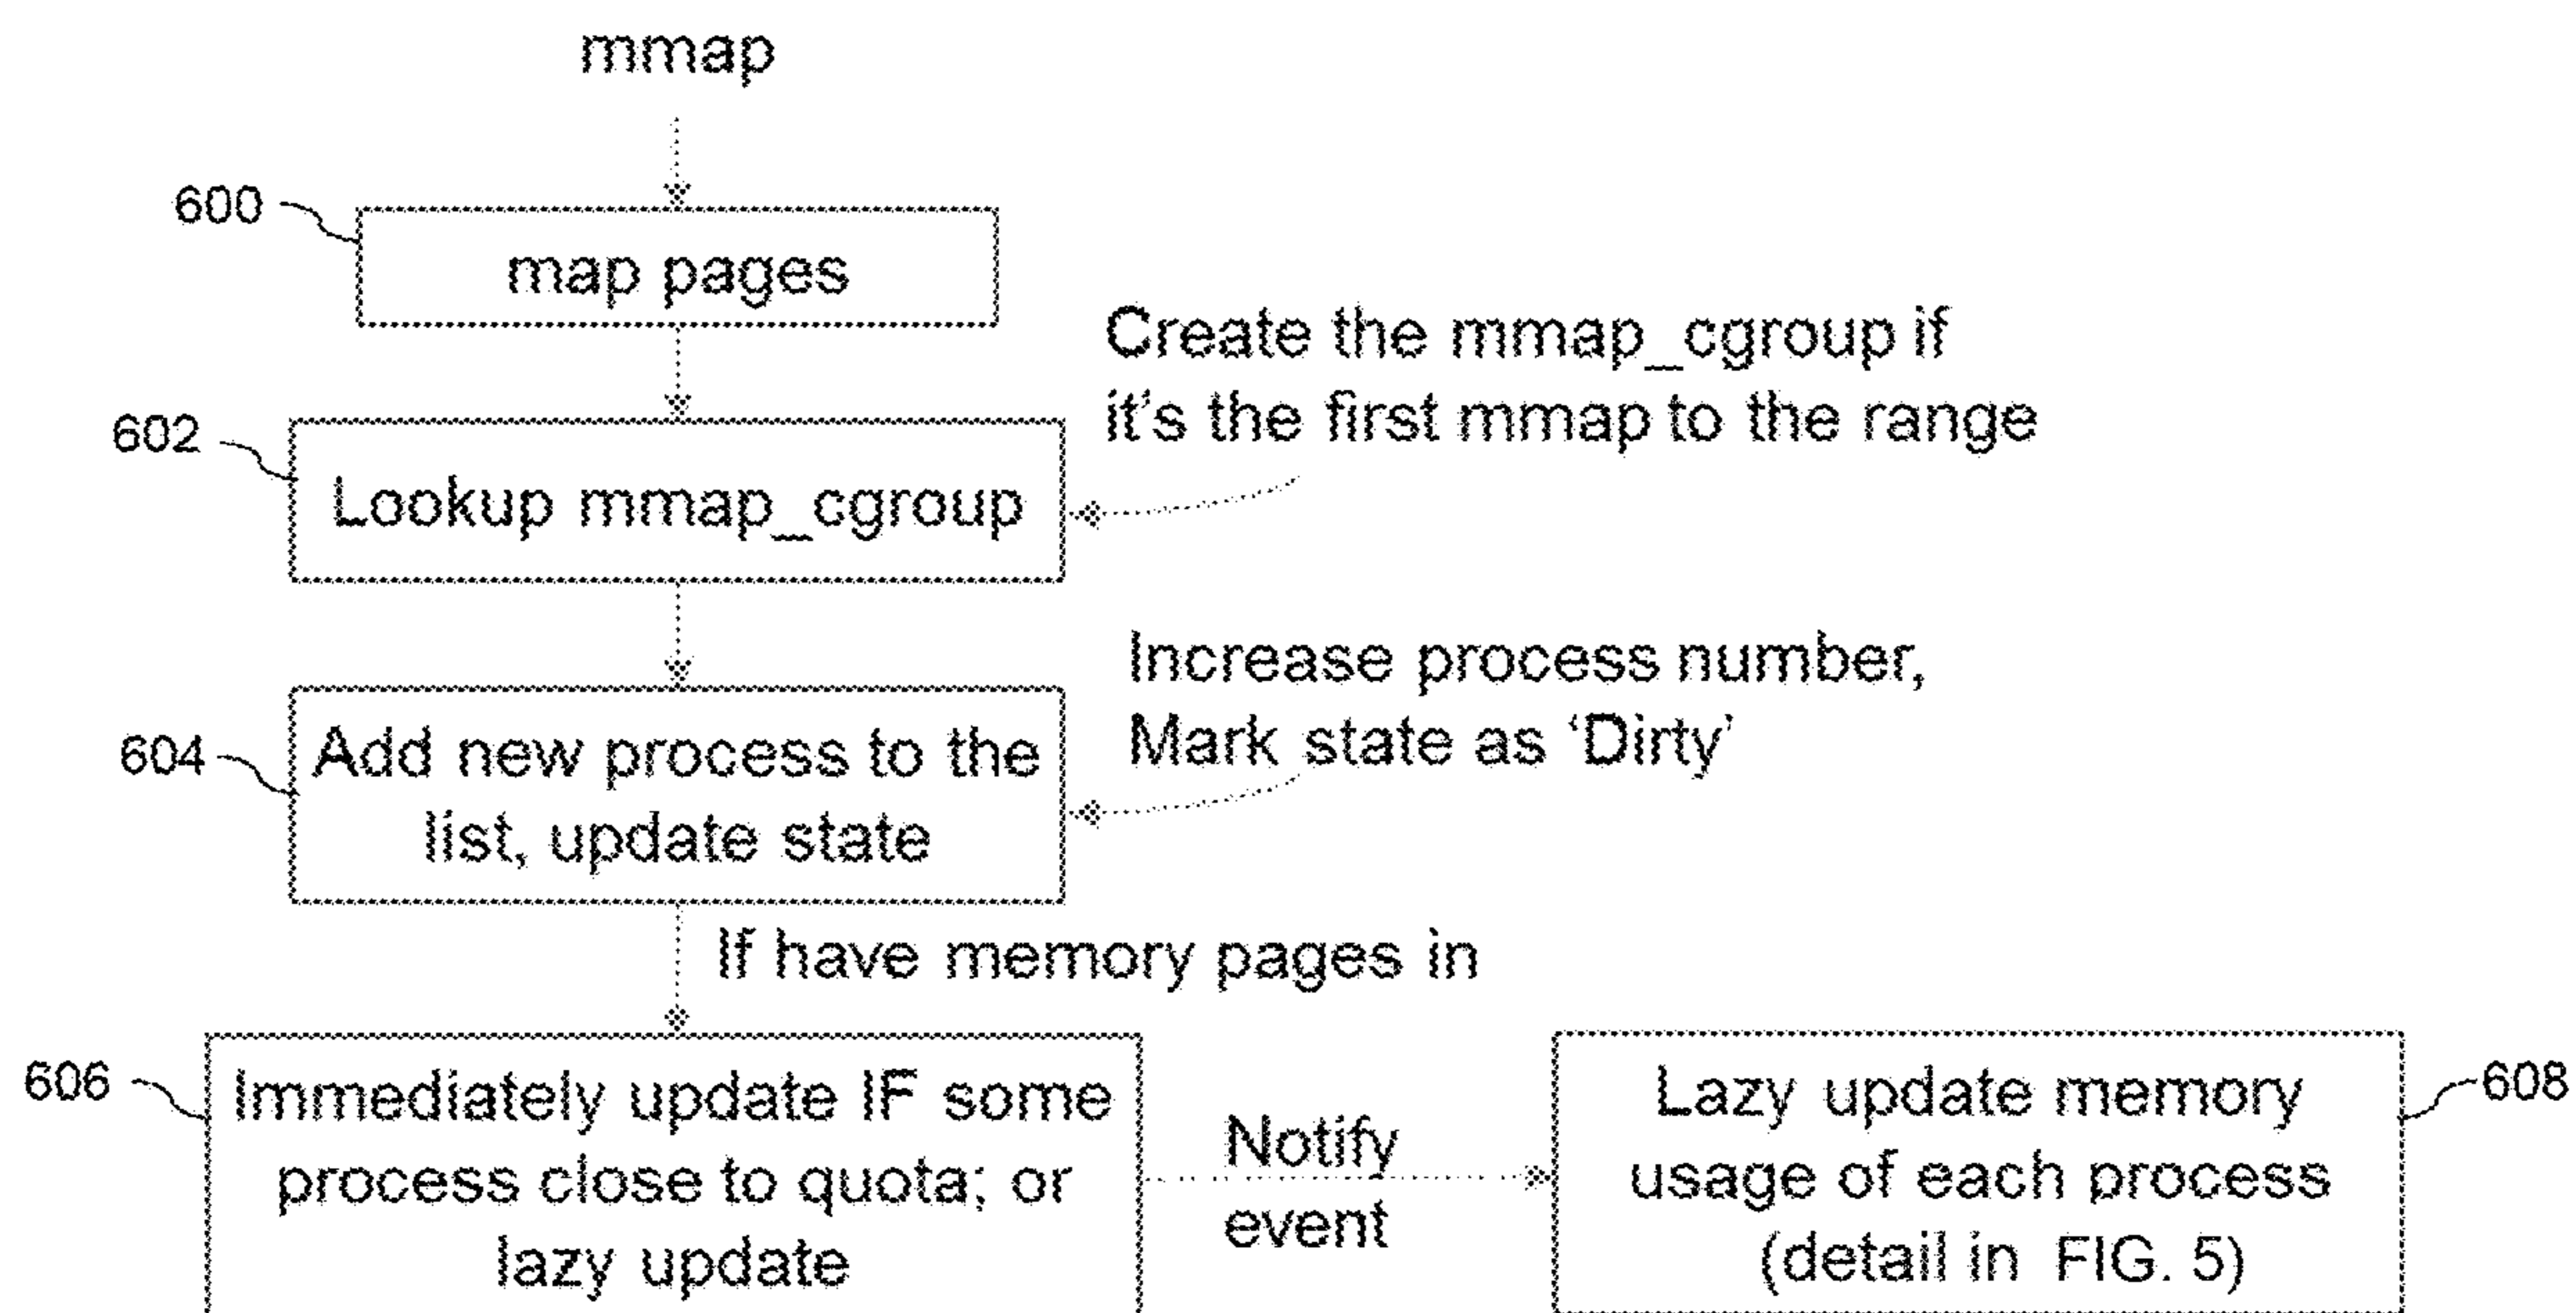 mmap
600
map pages
Create the mmap_cgroup if
it's the first mmap to the range
602
Lookup mmap_cgroup
Increase process number,
Mark state as ‘Dirty’
604
Add new process to the
list, update state
If have memory pages in
606
Immediately update IF some
process close to quota; or
lazy update
Notify
event
Lazy update memory
usage of each process
(detail in FIG. 5)
608